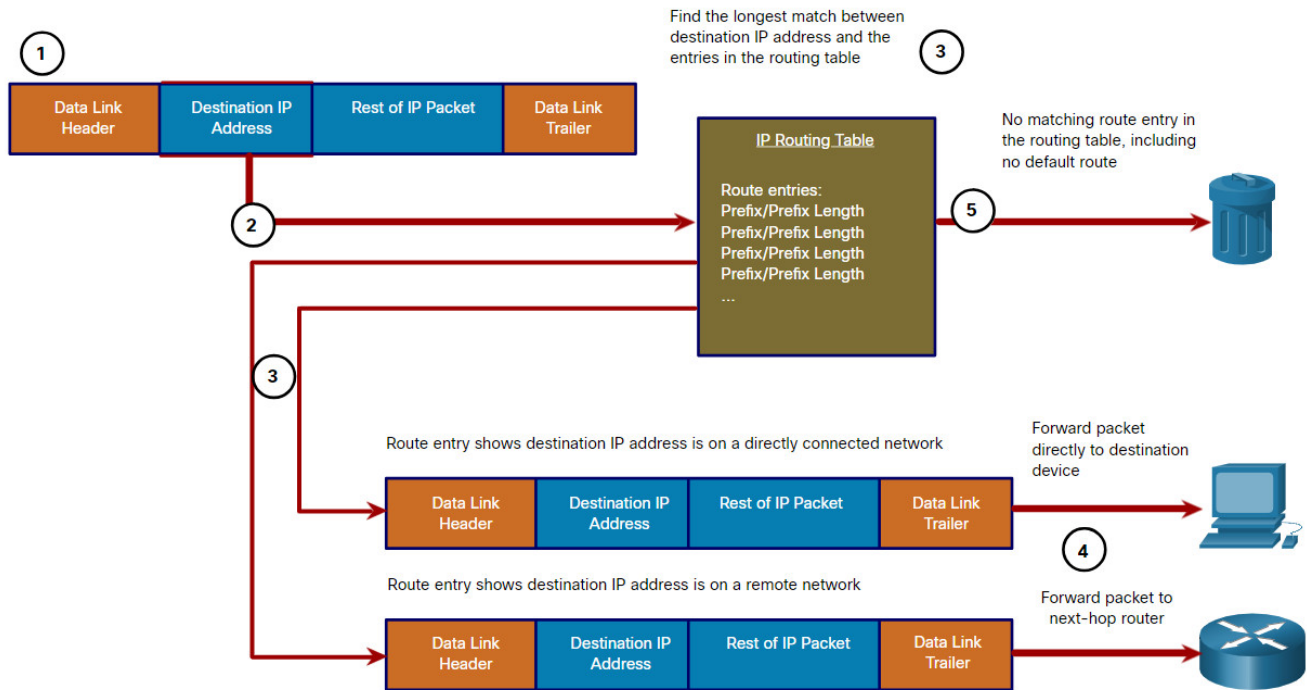 Find the longest match between
destination IP address and the
entries in the routing table
3
1
Data Link
Header
Destination IP
Address
Rest of IP Packet
Data Link
Trailer
No matching route entry in
the routing table, including
no default route
IP Routing Table
Route entries:
Prefix/Prefix Length
Prefix/Prefix Length
Prefix/Prefix Length
Prefix/Prefix Length
...
2
5
3
Route entry shows destination IP address is on a directly connected network
Forward packet
directly to destination
device
Data Link
Header
Destination IP
Address
Rest of IP Packet
Data Link
Trailer
4
Route entry shows destination IP address is on a remote network
Forward packet to
next-hop router
Data Link
Header
Destination IP
Address
Rest of IP Packet
Data Link
Trailer